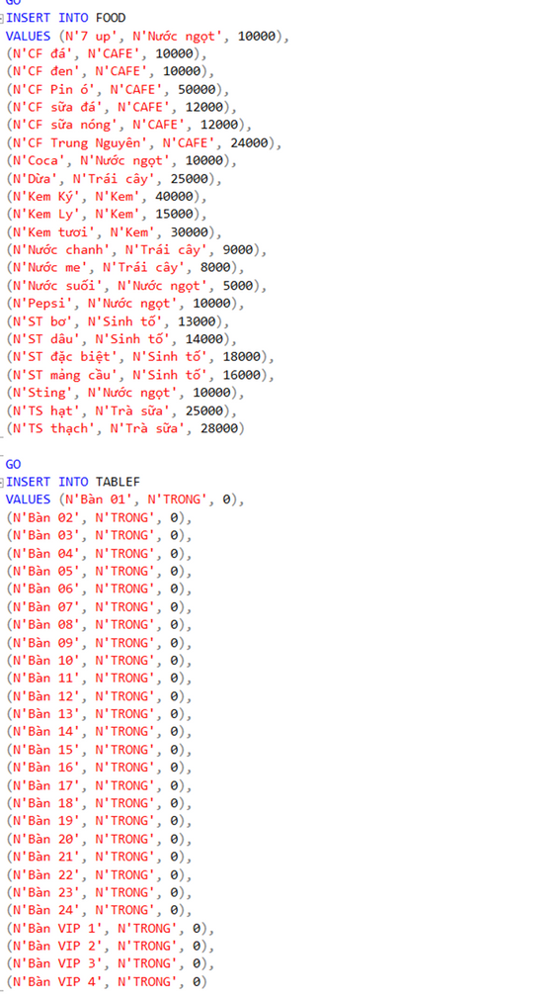 GO
INSERT INTO FOOD
VALUES (N'7 up', N'Nước ngọt', 10000),
(N'CF đá', N'CAFE', 10000),
(N'CF đen', N'CAFE', 10000),
(N'CF Pin ó', N'CAFE', 50000),
(N'CF sữa đá', N'CAFE', 12000),
(N'CF sữa nóng', N'CAFE', 12000),
(N'CF Trung Nguyên', N'CAFE', 24000),
(N'Coca', N'Nước ngọt', 10000),
(N'Dừa', N'Trái cây', 25000),
(N'Kem Ký', N'Kem', 40000),
(N'Kem Ly', N'Kem', 15000),
(N'Kem tươi', N'Kem', 30000),
(N'Nước chanh', N'Trái cây', 9000),
(N'Nước me', N'Trái cây', 8000),
(N'Nước suối', N'Nước ngọt', 5000),
(N'Pepsi', N'Nước ngọt', 10000),
(N'ST bơ', N'Sinh tố', 13000),
(N'ST dâu', N'Sinh tố', 14000),
(N'ST đặc biệt', N'Sinh tố', 18000),
(N'ST mảng cầu', N'Sinh tố', 16000),
(N'Sting', N'Nước ngọt', 10000),
(N'TS hạt', N'Trà sữa', 25000),
(N'TS thạch', N'Trà sữa', 28000)
GO
INSERT INTO TABLEF
VALUES (N'Bàn 01', N'TRONG', 0),
(N'Bàn 02', N'TRONG', 0),
(N'Bàn 03', N'TRONG', 0),
(N'Bàn 04', N'TRONG', 0),
(N'Bàn 05', N'TRONG', 0),
(N'Bàn 06', N'TRONG', 0),
(N'Bàn 07', N'TRONG', 0),
(N'Bàn 08', N'TRONG', 0),
(N'Bàn 09', N'TRONG', 0),
(N'Bàn 10', N'TRONG', 0),
(N'Bàn 11', N'TRONG', 0),
(N'Bàn 12', N'TRONG', 0),
(N'Bàn 13', N'TRONG', 0),
(N'Bàn 14', N'TRONG', 0),
(N'Bàn 15', N'TRONG', 0),
(N'Bàn 16', N'TRONG', 0),
(N'Bàn 17', N'TRONG', 0),
(N'Bàn 18', N'TRONG', 0),
(N'Bàn 19', N'TRONG', 0),
(N'Bàn 20', N'TRONG', 0),
(N'Bàn 21', N'TRONG', 0),
(N'Bàn 22', N'TRONG', 0),
(N'Bàn 23', N'TRONG', 0),
(N'Bàn 24', N'TRONG', 0),
(N'Bàn VIP 1', N'TRONG', 0),
(N'Bàn VIP 2', N'TRONG', 0),
(N'Bàn VIP 3', N'TRONG', 0),
(N'Bàn VIP 4', N'TRONG', 0)